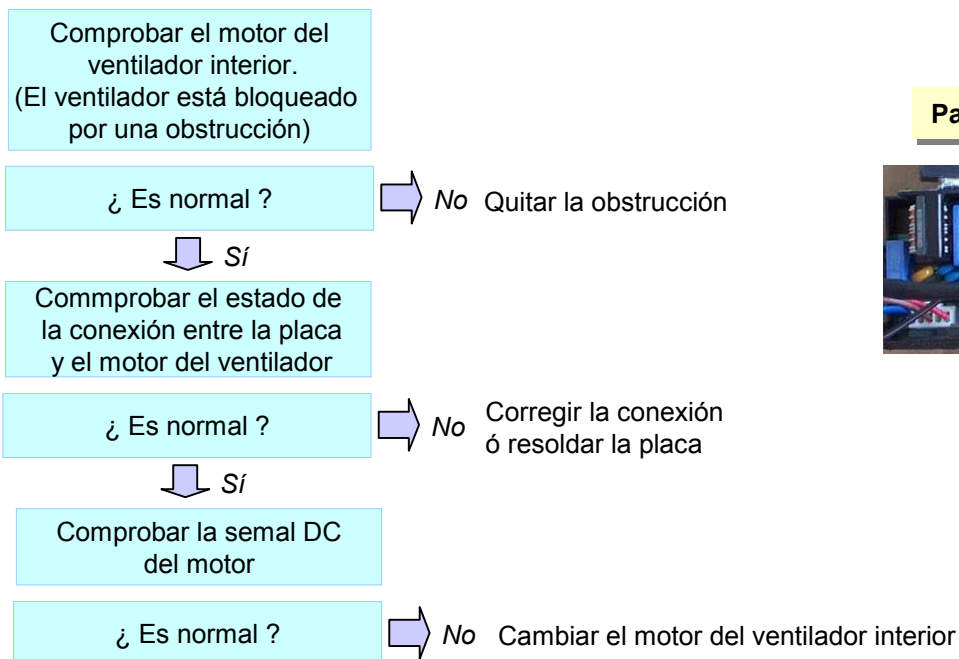 Comprobar el motor del
ventilador interior.
(El ventilador está bloqueado
por una obstrucción)
Pa
¿ Es normal ?
No Quitar la obstrucción
Sí
Commprobar el estado de
la conexión entre la placa
y el motor del ventilador
¿ Es normal ?
No
Corregir la conexión
ó resoldar la placa
Sí
Comprobar la semal DC
del motor
¿ Es normal ?
No Cambiar el motor del ventilador interior